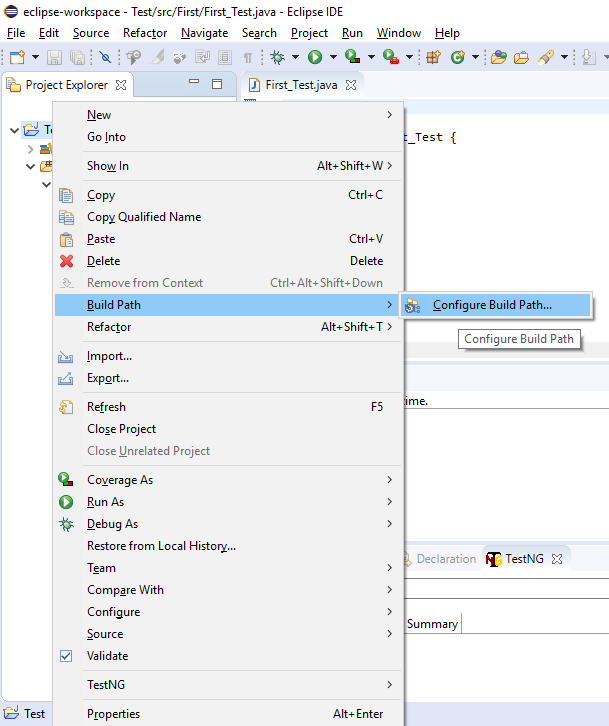 eclipse-workspace - Test/src/First/First_Test.java - Eclipse IDE
File Edit Source Refactor Navigate Search Project Run Window Help
Project Explorer First_Test.java
New
t_Test {
Go Into
Show In Alt+Shift+W
Copy Ctrl+C
Copy Qualified Name
Paste Ctrl+V
Delete Delete
Remove from Context Ctrl+Alt+Shift+Down
Build Path Configure Build Path...
Refactor Alt+Shift+T
Configure Build Path
Import...
Export...
time.
Refresh F5
Close Project
Close Unrelated Project
Coverage As
Run As
Debug As
Restore from Local History...
Declaration TestNG
Team
Compare With
Configure
Summary
Source
Validate
TestNG
Test Properties Alt+Enter